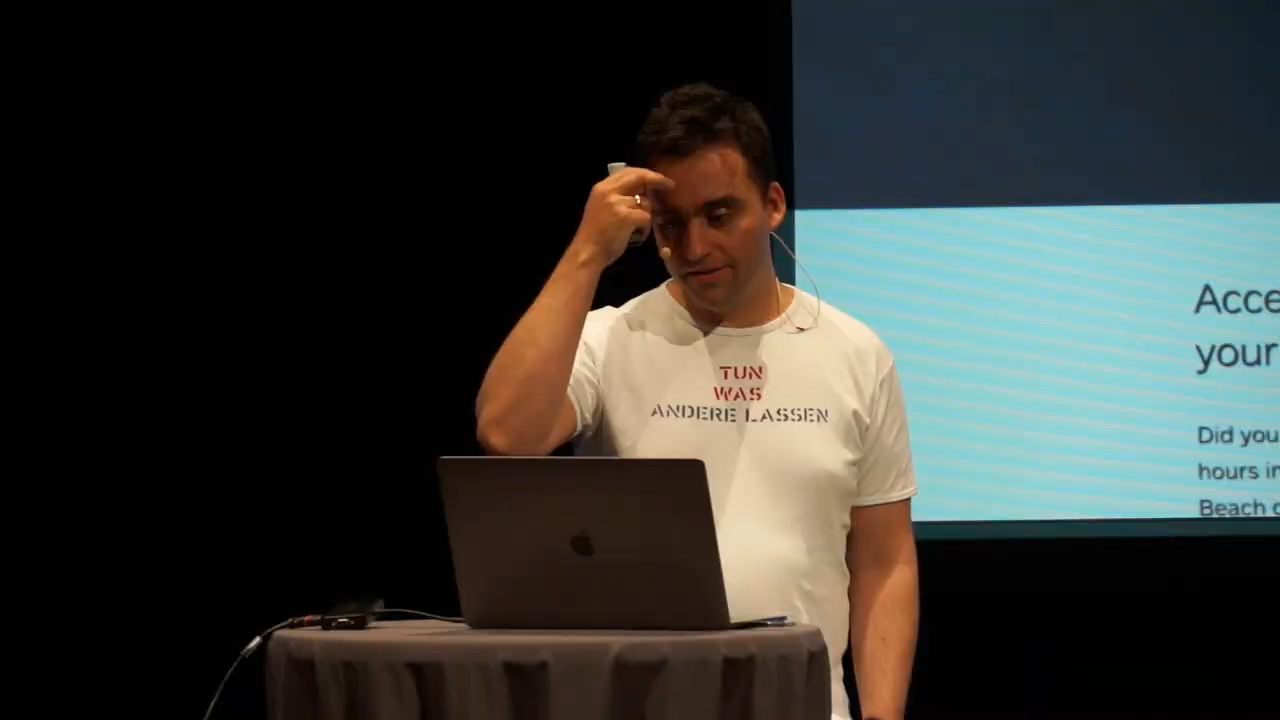 TUN
WAS
ANDERE LASSEN
Acce
your
Did you
hours in
Beach